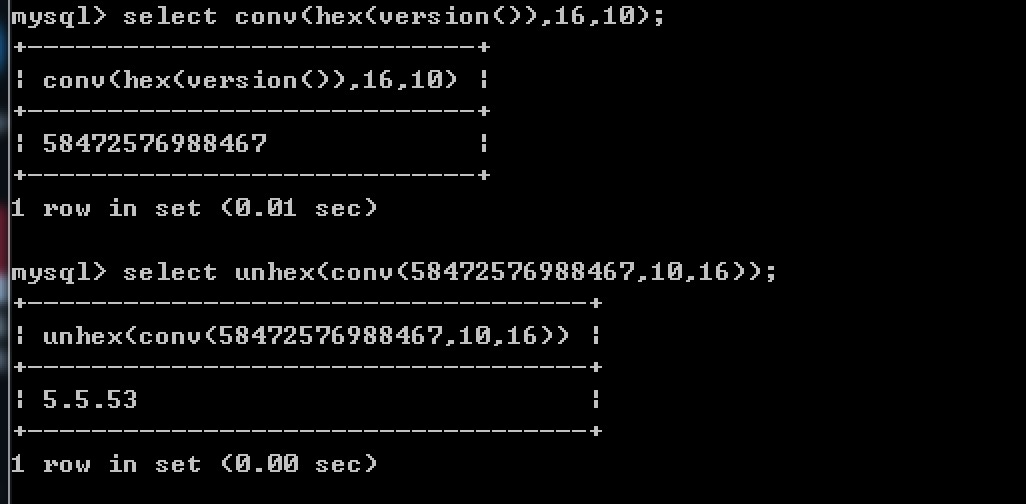 mysql> select conv(hex(version()),16,10);
+----------------------------+
| conv(hex(version()),16,10) |
+----------------------------+
| 58472576988467             |
+----------------------------+
1 row in set (0.01 sec)
mysql> select unhex(conv(58472576988467,10,16));
+-----------------------------------+
| unhex(conv(58472576988467,10,16)) |
+-----------------------------------+
| 5.5.53                            |
+-----------------------------------+
1 row in set (0.00 sec)